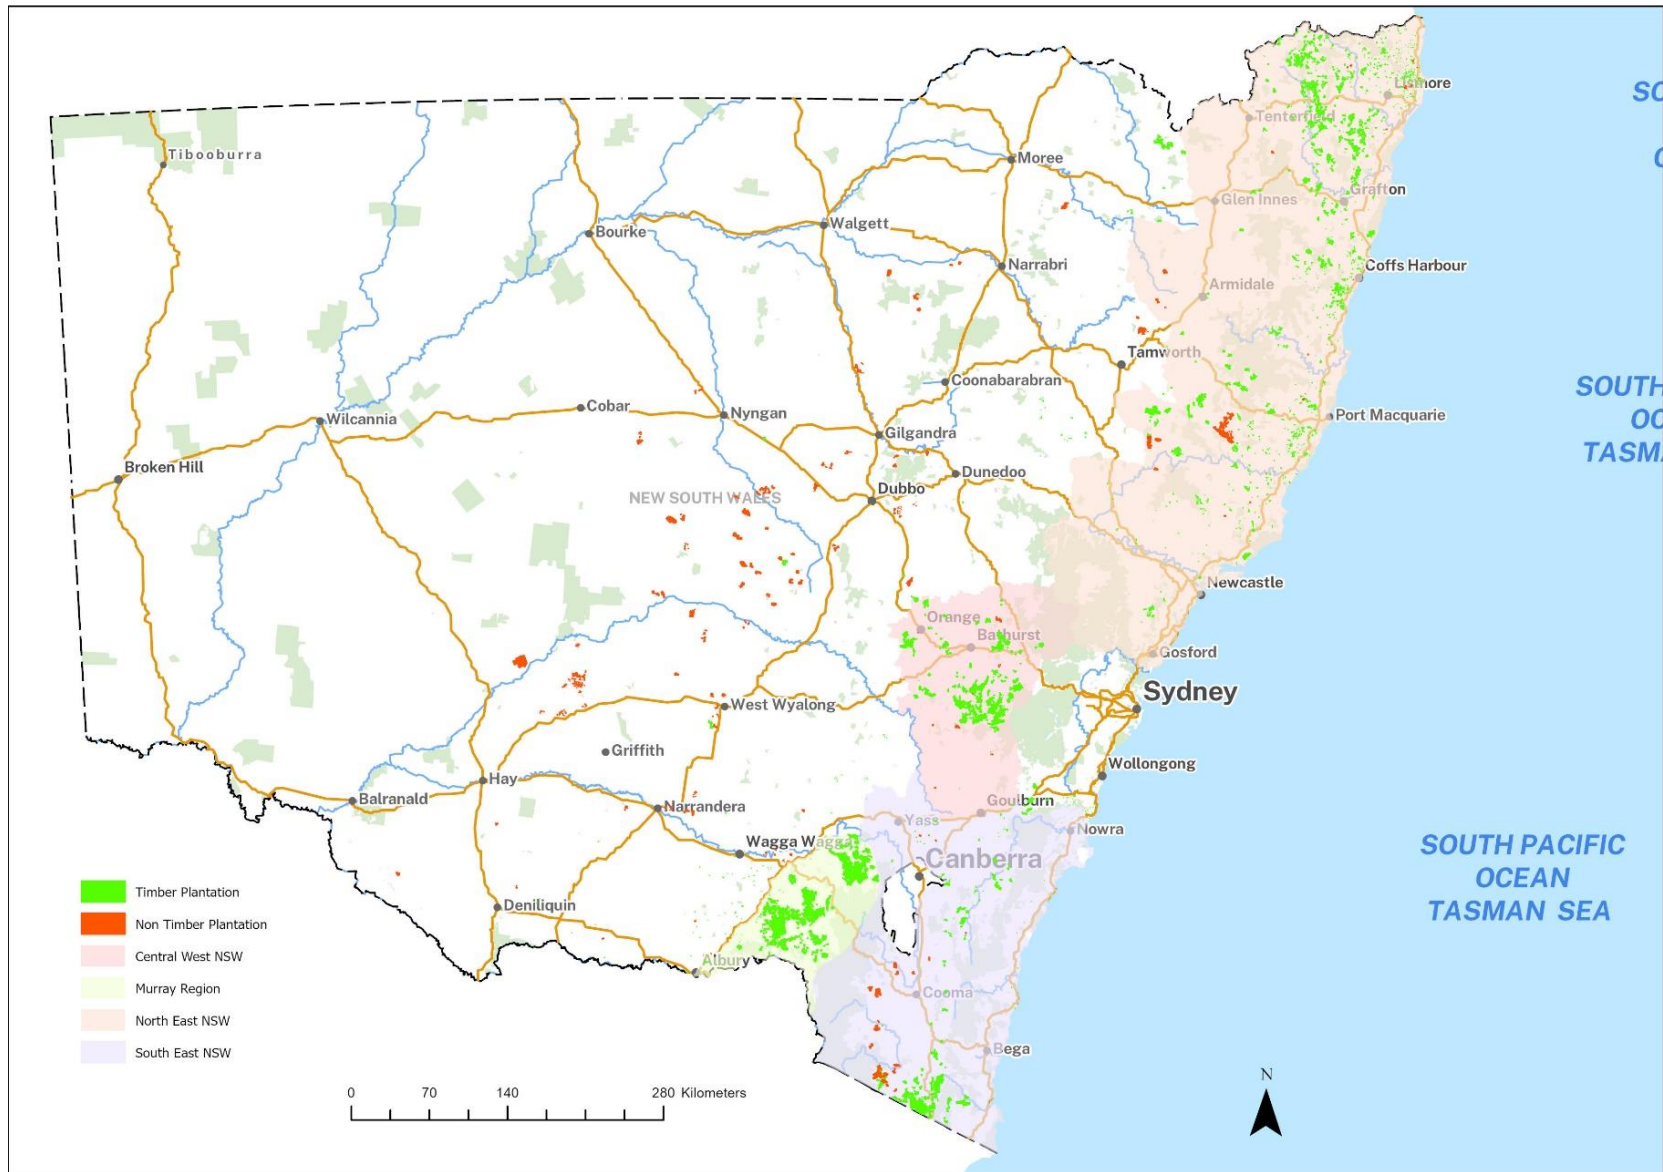 SO
Lismore
Tenterfield
C
Tibooburra
Moree
Glen Innes
Grafton
Walgett
Bourke
Narrabri
Coffs Harbour
Armidale
Tamworth
Coonabarabran
SOUTH
Cobar
Nyngan
Port Macquarie
OC
Wilcannia
Gilgandra
TASMA
Broken Hill
Dunedoo
Dubbo
NEW SOUTH WALES
Newcastle
Orange
Bathurst
Gosford
Sydney
West Wyalong
Griffith
Wollongong
Hay
Balranald
Narrandera
Goulburn
Yass
Nowra
Wagga Wagga
Canberra
SOUTH PACIFIC
OCEAN
TASMAN SEA
Deniliquin
Albury
Cooma
Bega
Timber Plantation
Non Timber Plantation
Central West NSW
Murray Region
North East NSW
South East NSW
0 70 140 280 Kilometers
N